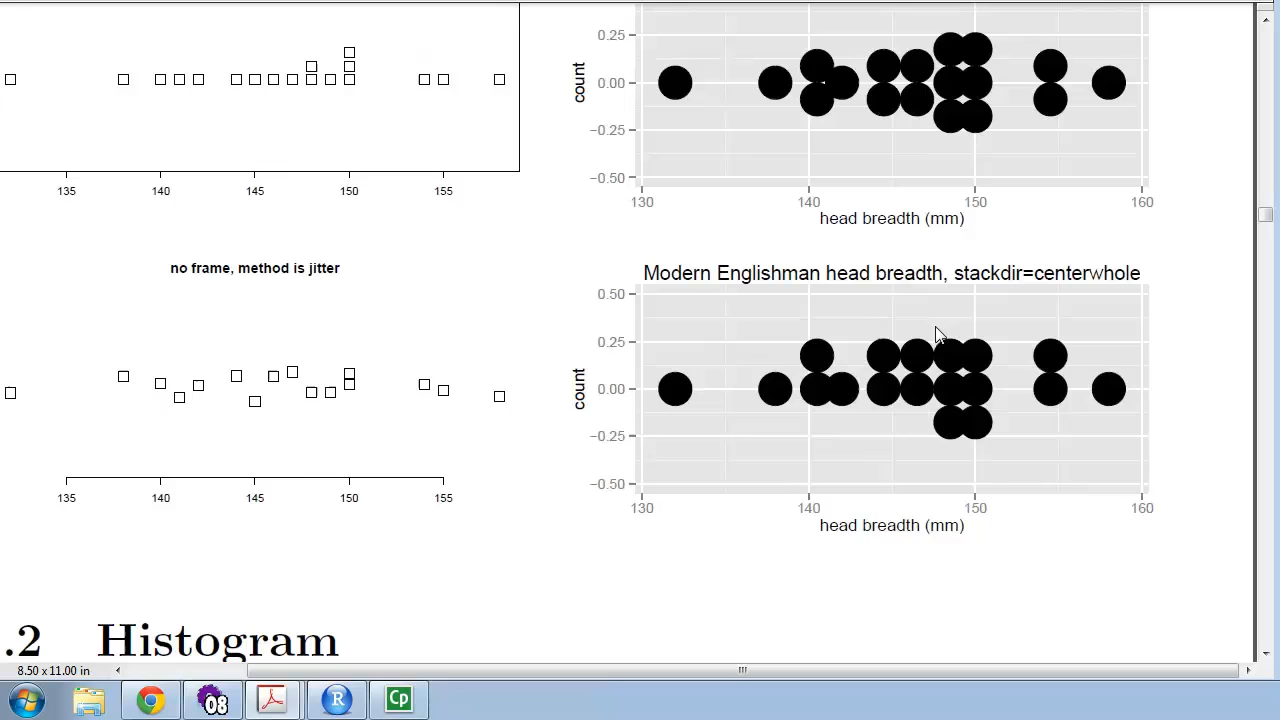 0.25
0.00
−0.25
−0.50
count
130 140 150 160
head breadth (mm)
135 140 145 150 155
no frame, method is jitter
Modern Englishman head breadth, stackdir=centerwhole
0.50
0.25
0.00
−0.25
−0.50
count
130 140 150 160
head breadth (mm)
135 140 145 150 155
.2 Histogram
8.50 x 11.00 in
08
R
Cp